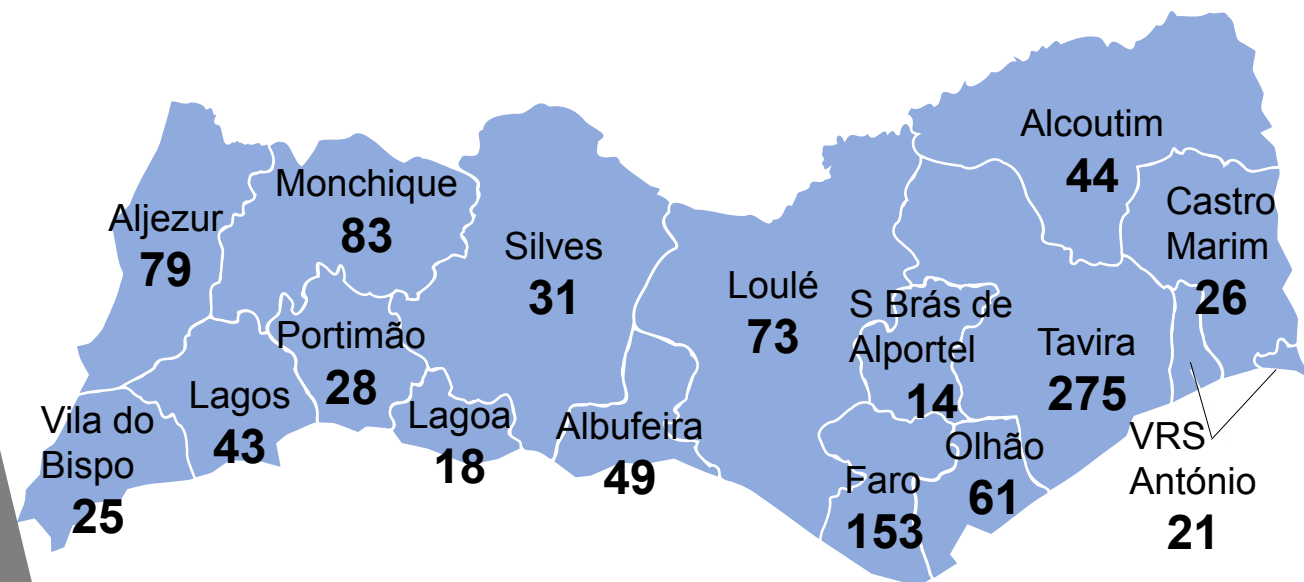 Alcoutim
44
Monchique
83
Aljezur
79
Castro
Marim
26
Silves
31
Loulé
73
S Brás de
Alportel
14
Portimão
28
Tavira
275
Lagos
43
Lagoa
18
Albufeira
49
Vila do
Bispo
25
Olhão
61
Faro
153
VRS
António
21